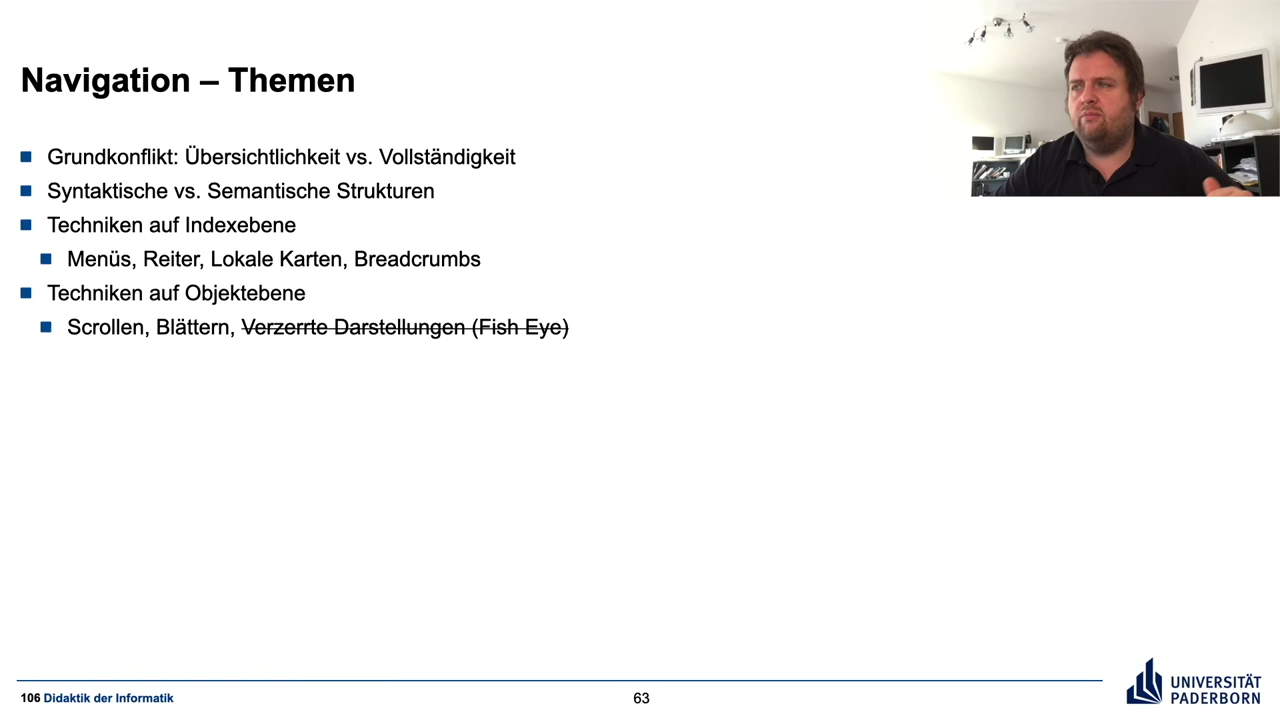 Navigation – Themen
Grundkonflikt: Übersichtlichkeit vs. Vollständigkeit
Syntaktische vs. Semantische Strukturen
Techniken auf Indexebene
Menüs, Reiter, Lokale Karten, Breadcrumbs
Techniken auf Objektebene
Scrollen, Blättern, Verzerrte Darstellungen (Fish Eye)
106 Didaktik der Informatik
63
UNIVERSITÄT
PADERBORN